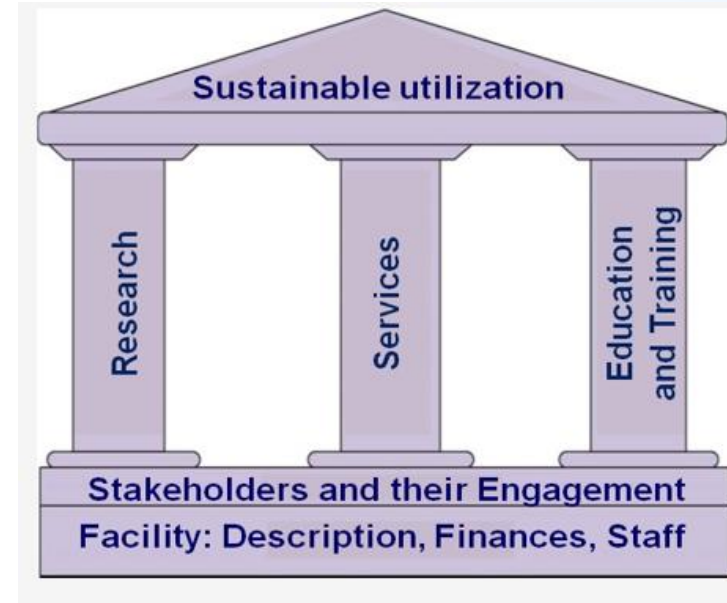 Sustainable utilization
Research
Services
Education
and Training
Stakeholders and their Engagement
Facility: Description, Finances, Staff